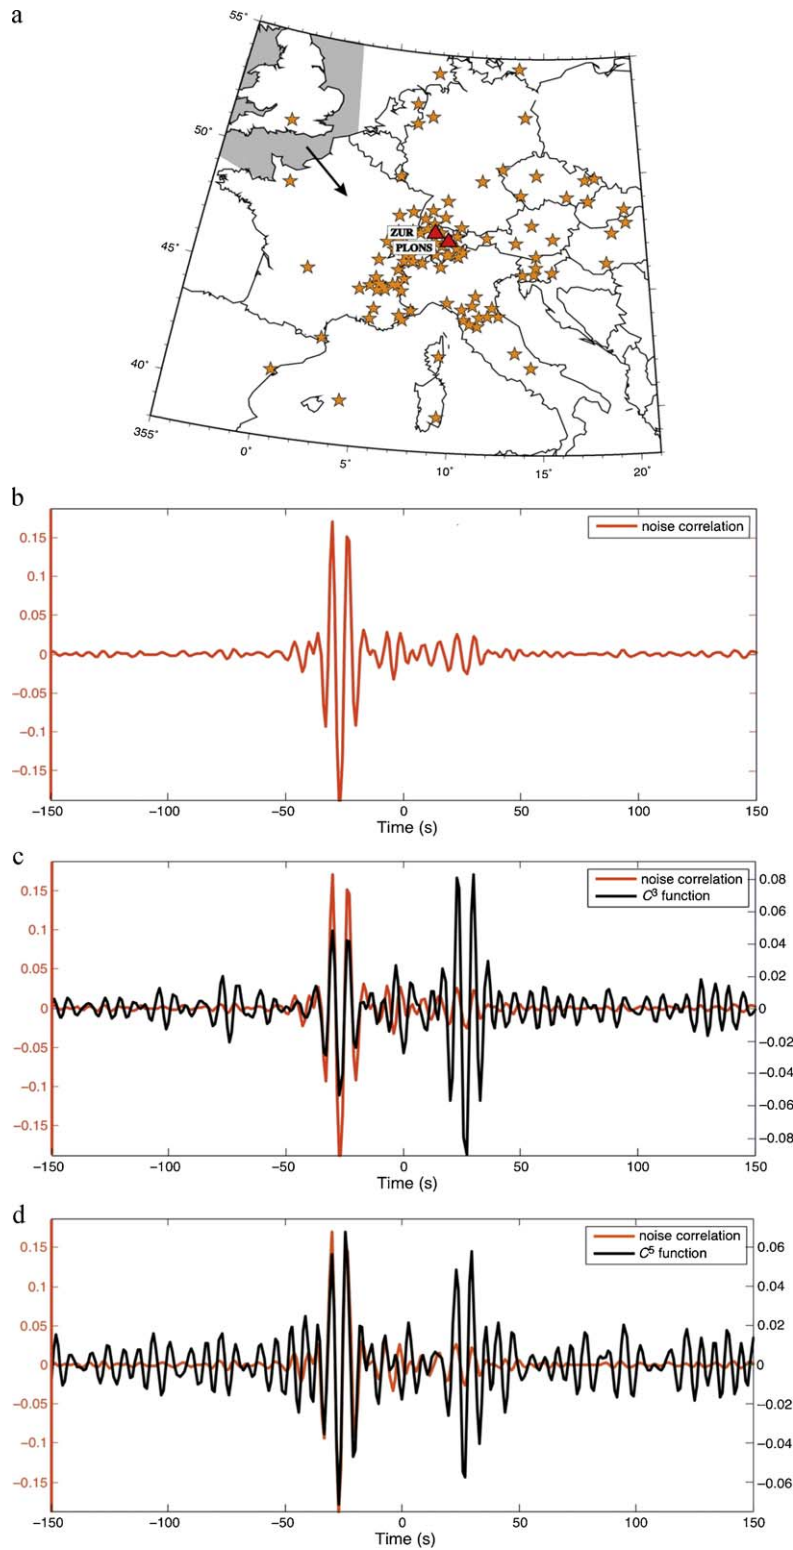 a
55°
50°
45°
40°
355°
0°
5°
10°
15°
20°
ZUR
PLONS
b
noise correlation
0.15
0.1
0.05
0
−0.05
−0.1
−0.15
−150 −100 −50 0 50 100 150
Time (s)
c
noise correlation
C³ function
0.15
0.1
0.05
0
−0.05
−0.1
−0.15
0.08
0.06
0.04
0.02
0
−0.02
−0.04
−0.06
−0.08
−150 −100 −50 0 50 100 150
Time (s)
d
noise correlation
C⁵ function
0.15
0.1
0.05
0
−0.05
−0.1
−0.15
0.06
0.04
0.02
0
−0.02
−0.04
−0.06
−150 −100 −50 0 50 100 150
Time (s)